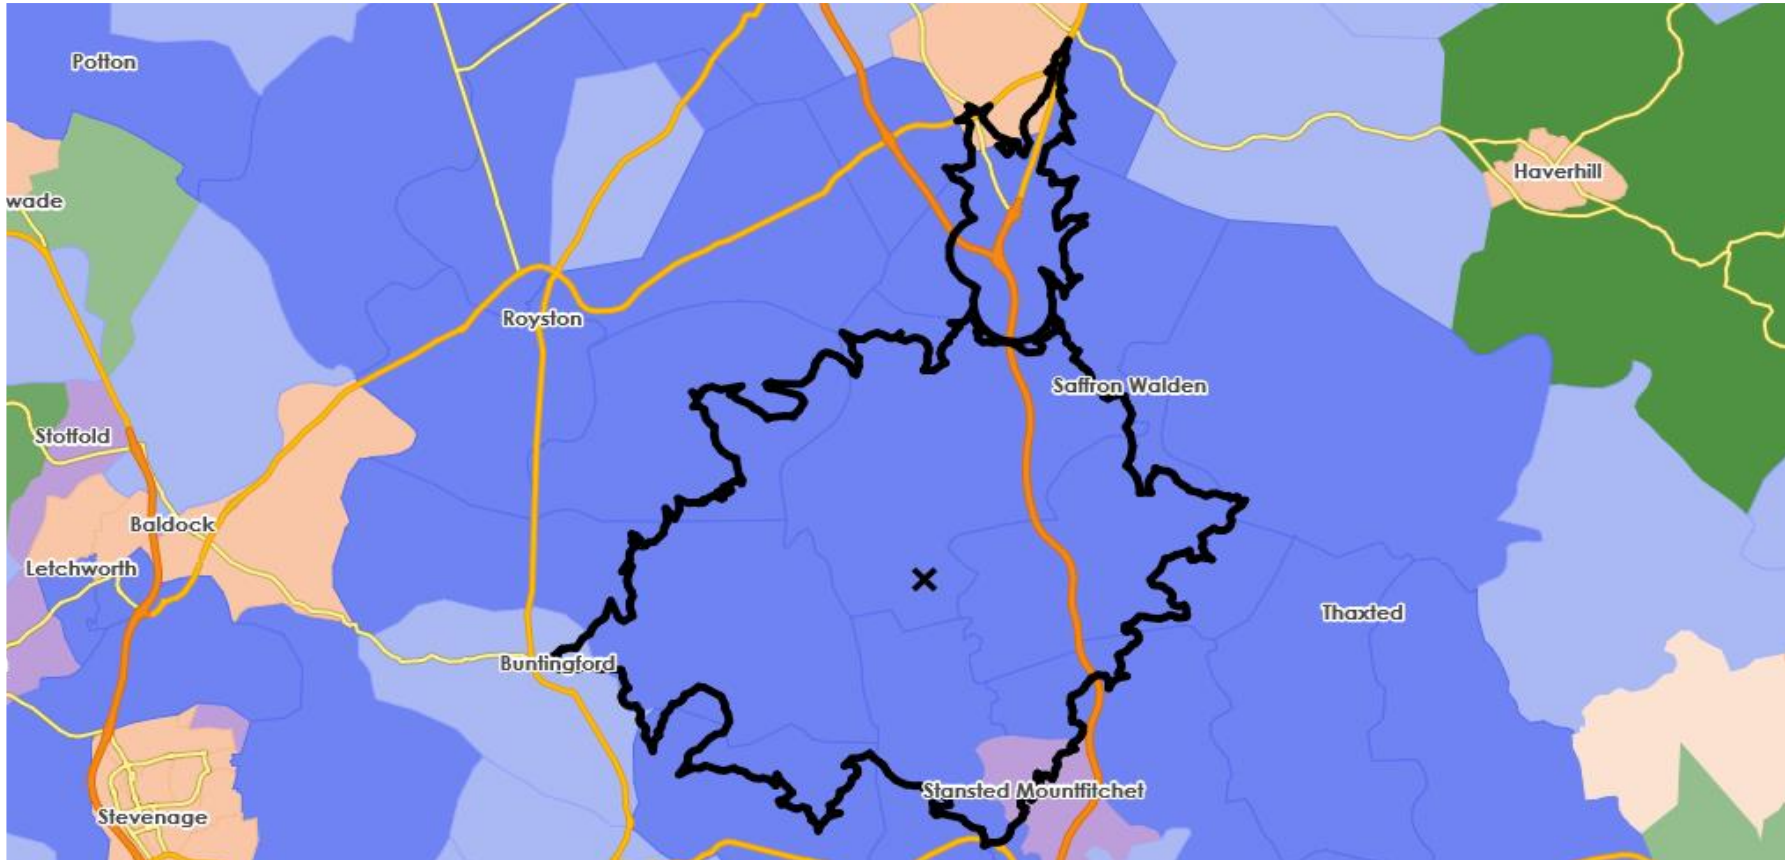 Potton
wade
Haverhill
Royston
Saffron Walden
Stotfold
Baldock
Letchworth
Thaxted
Buntingford
Stansted Mountfitchet
Stevenage